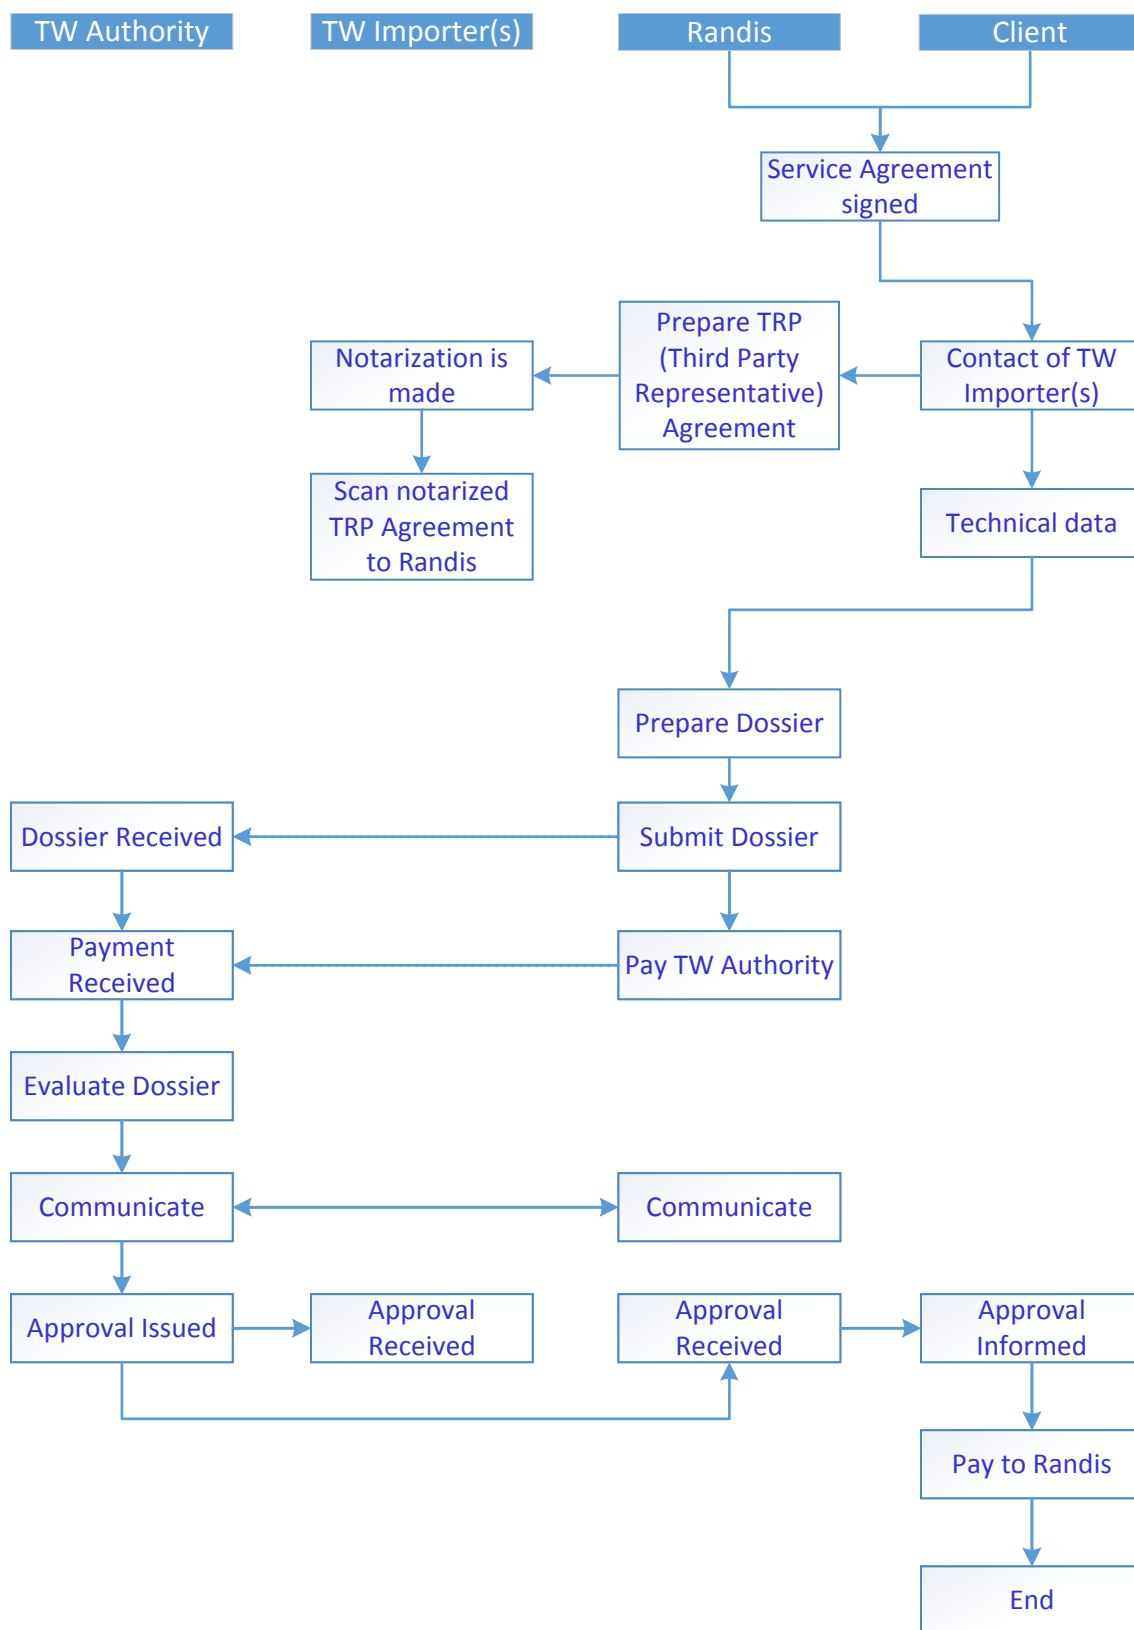 TW Authority
TW Importer(s)
Randis
Client
Service Agreement
signed
Prepare TRP
(Third Party
Representative)
Agreement
Notarization is
made
Contact of TW
Importer(s)
Scan notarized
TRP Agreement
to Randis
Technical data
Prepare Dossier
Dossier Received
Submit Dossier
Payment
Received
Pay TW Authority
Evaluate Dossier
Communicate
Communicate
Approval Issued
Approval
Received
Approval
Received
Approval
Informed
Pay to Randis
End